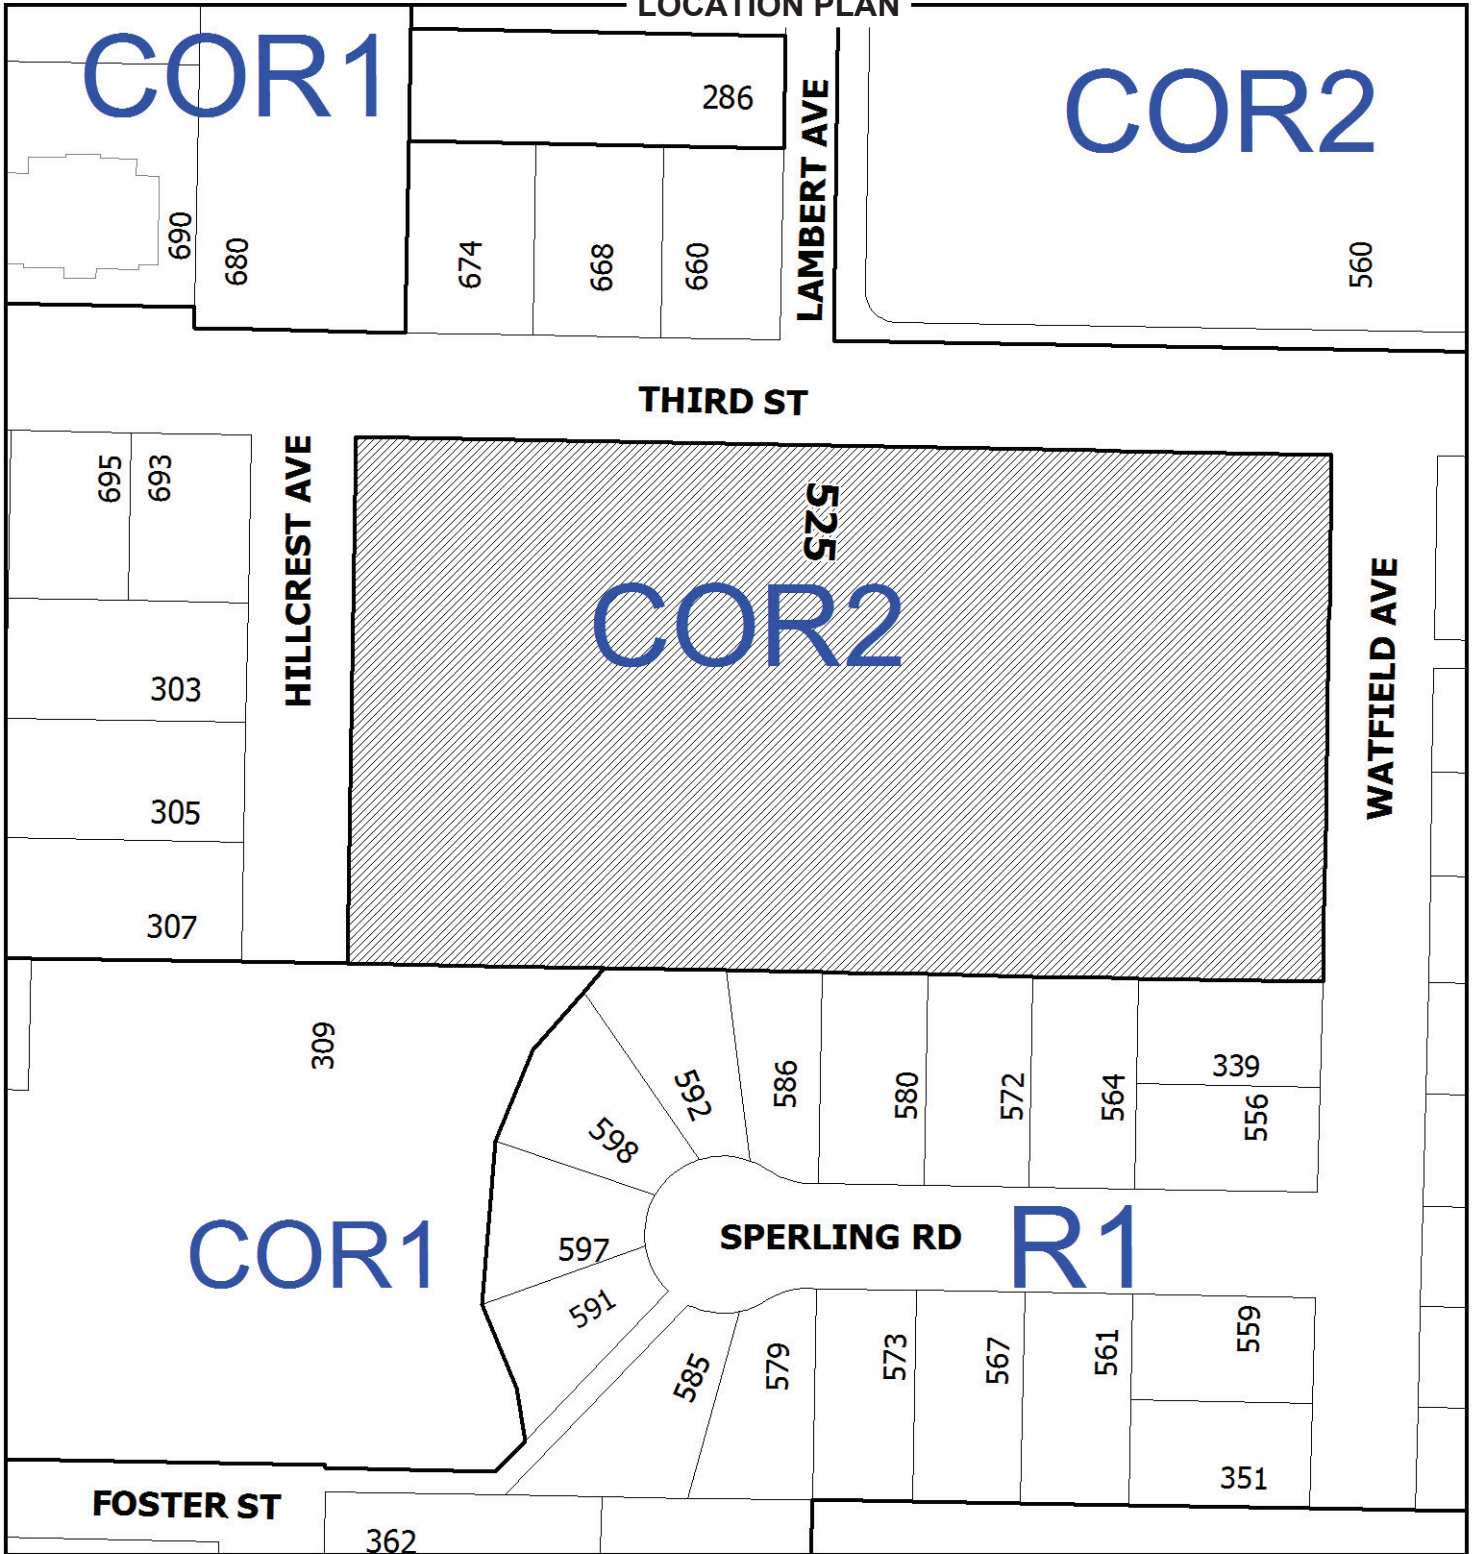 LOCATION PLAN
COR1
286
LAMBERT AVE
COR2
690
680
674
668
660
560
THIRD ST
695
693
HILLCREST AVE
525
COR2
WATFIELD AVE
303
305
307
309
592
586
580
572
564
339
556
598
COR1
597
SPERLING RD
R1
591
585
579
573
567
561
559
351
FOSTER ST
362